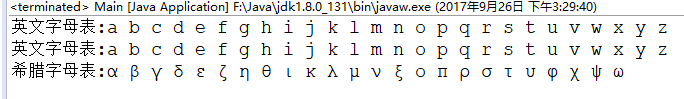 <terminated> Main [Java Application] F:\Java\jdk1.8.0_131\bin\javaw.exe (2017年9月26日 下午3:29:40)
英文字母表:a b c d e f g h i j k l m n o p q r s t u v w x y z
英文字母表:a b c d e f g h i j k l m n o p q r s t u v w x y z
希腊字母表:α β γ δ ε ζ η θ ι κ λ μ ν ξ ο π ρ σ τ υ φ χ ψ ω